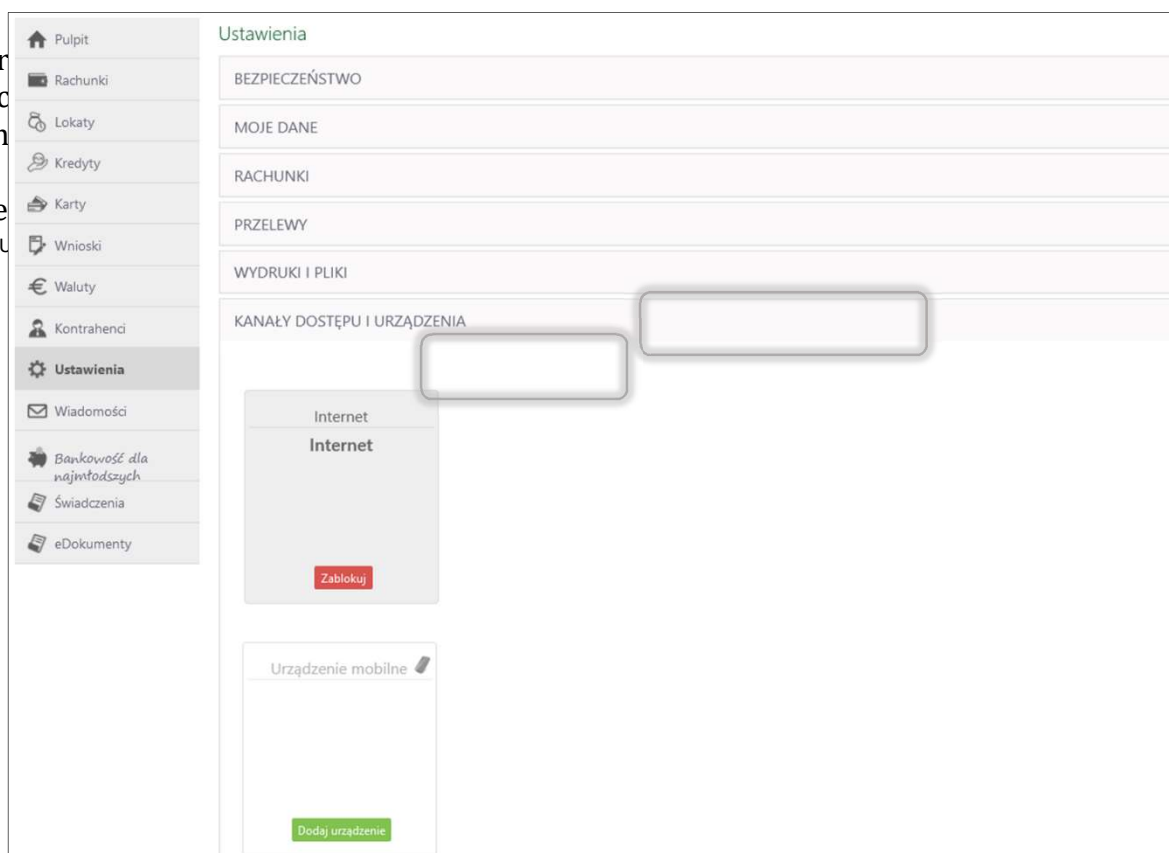 Pulpit
Rachunki
Lokaty
Kredyty
Karty
Wnioski
Waluty
Kontrahenci
Ustawienia
Wiadomości
Bankowość dla
najmłodszych
Świadczenia
eDokumenty
Ustawienia
BEZPIECZEŃSTWO
MOJE DANE
RACHUNKI
PRZELEWY
WYDRUKI I PLIKI
KANAŁY DOSTĘPU I URZĄDZENIA
Internet
Internet
Zablokuj
Urządzenie mobilne
Dodaj urządzenie